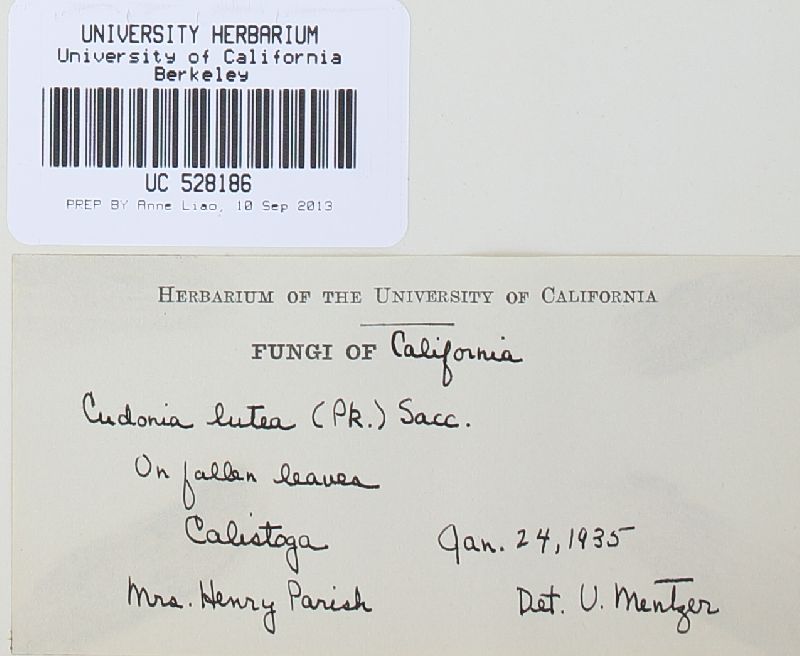 UNIVERSITY HERBARIUM
University of California
Berkeley
UC 528186
PREP BY Anne Liao, 10 Sep 2013
HERBARIUM OF THE UNIVERSITY OF CALIFORNIA
FUNGI OF California
Cudonia lutea (Pk.) Sacc.
On fallen leaves
Calistoga Jan. 24, 1935
Mrs. Henry Parish Det. V. Mentzer